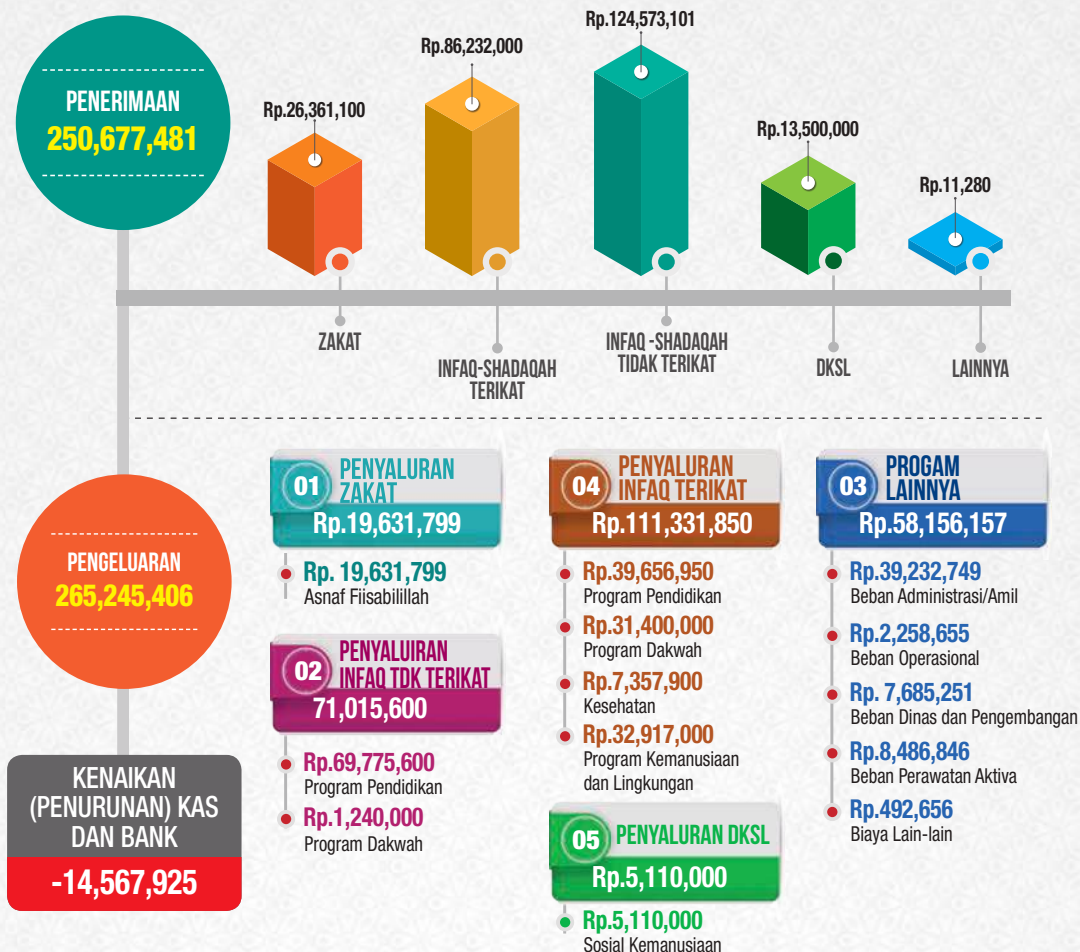 PENERIMAAN
250,677,481
Rp.26,361,100
Rp.86,232,000
Rp.124,573,101
Rp.13,500,000
Rp.11,280
ZAKAT
INFAQ-SHADAQAH
TERIKAT
INFAQ -SHADAQAH
TIDAK TERIKAT
DKSL
LAINNYA
PENGELUARAN
265,245,406
KENAIKAN
(PENURUNAN) KAS
DAN BANK
-14,567,925
01
PENYALURAN
ZAKAT
Rp.19,631,799
Rp. 19,631,799
Asnaf Fiisabilillah
02
PENYALUIRAN
INFAQ TDK TERIKAT
71,015,600
Rp.69,775,600
Program Pendidikan
Rp.1,240,000
Program Dakwah
04
PENYALURAN
INFAQ TERIKAT
Rp.111,331,850
Rp.39,656,950
Program Pendidikan
Rp.31,400,000
Program Dakwah
Rp.7,357,900
Kesehatan
Rp.32,917,000
Program Kemanusiaan
dan Lingkungan
05
PENYALURAN DKSL
Rp.5,110,000
Rp.5,110,000
Sosial Kemanusiaan
03
PROGAM
LAINNYA
Rp.58,156,157
Rp.39,232,749
Beban Administrasi/Amil
Rp.2,258,655
Beban Operasional
Rp. 7,685,251
Beban Dinas dan Pengembangan
Rp.8,486,846
Beban Perawatan Aktiva
Rp.492,656
Biaya Lain-lain